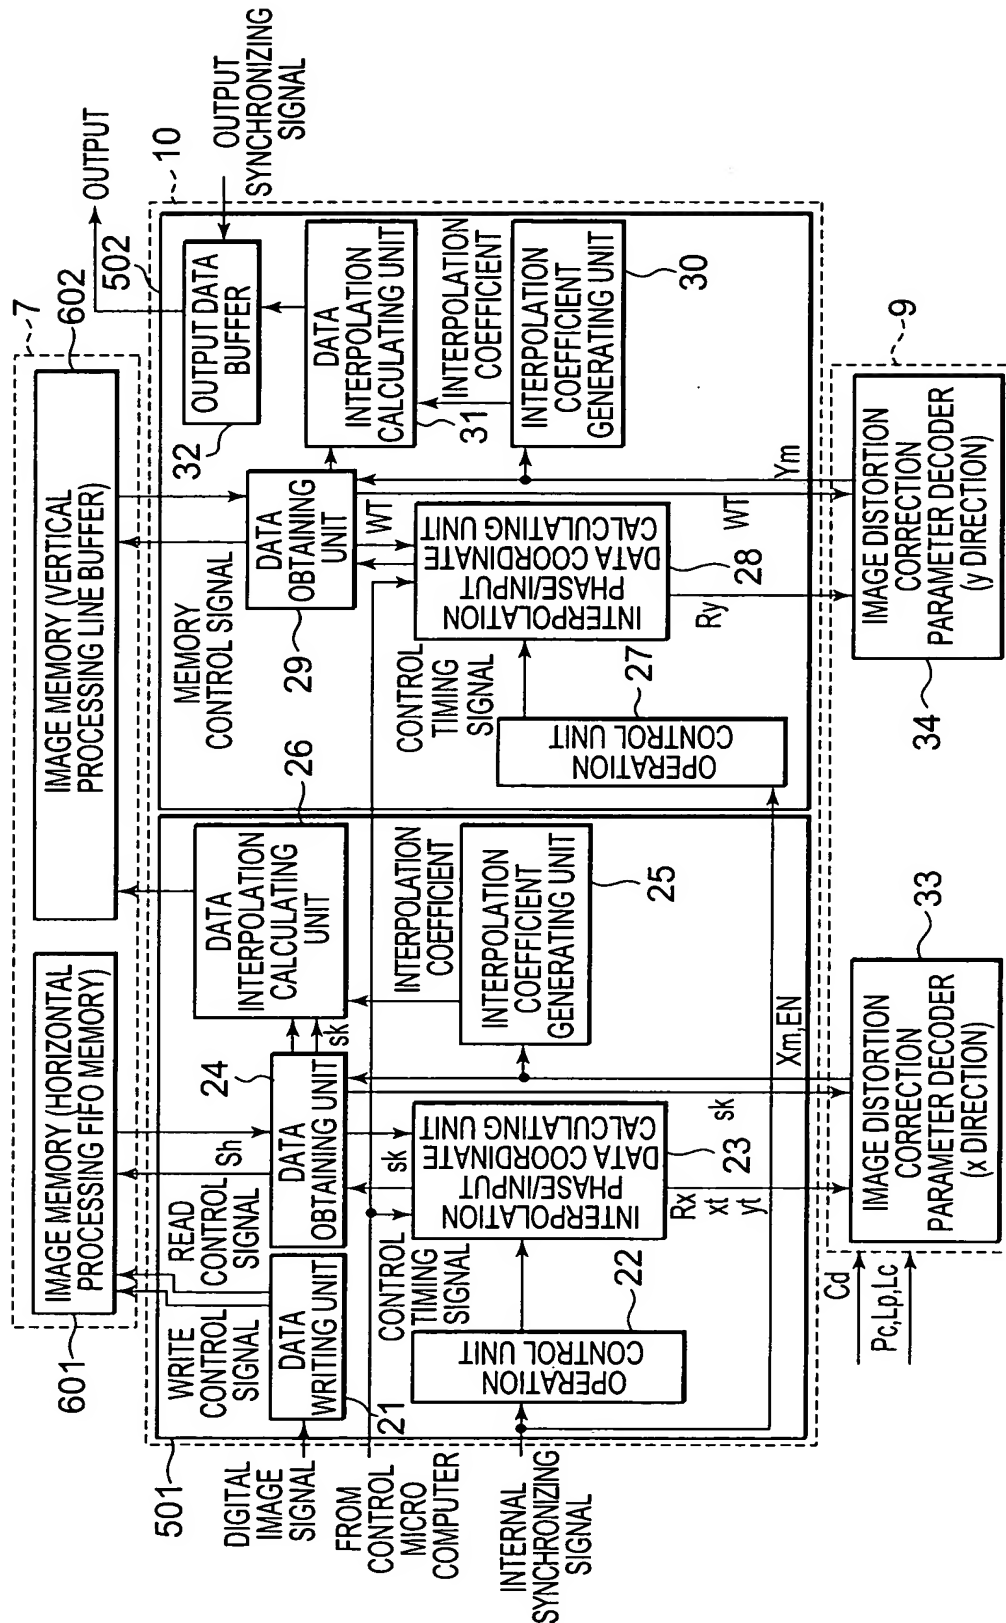 7
601
IMAGE MEMORY (HORIZONTAL
PROCESSING FIFO MEMORY)
602
IMAGE MEMORY (VERTICAL
PROCESSING LINE BUFFER)
OUTPUT
10
OUTPUT
SYNCHRONIZING
SIGNAL
501
502
WRITE
CONTROL
SIGNAL
READ
CONTROL
SIGNAL
Sh
24
26
MEMORY
CONTROL SIGNAL
DIGITAL
IMAGE
SIGNAL
DATA
WRITING UNIT
21
DATA
OBTAINING UNIT
sk
DATA
INTERPOLATION
CALCULATING
UNIT
29
DATA
OBTAINING
UNIT
WT
32
OUTPUT DATA
BUFFER
DATA
INTERPOLATION
CALCULATING UNIT
31
FROM
CONTROL
MICRO
COMPUTER
CONTROL
TIMING
SIGNAL
sk
INTERPOLATION
PHASE/INPUT
DATA COORDINATE
CALCULATING UNIT
23
INTERPOLATION
COEFFICIENT
INTERPOLATION
COEFFICIENT
GENERATING UNIT
25
CONTROL
TIMING
SIGNAL
INTERPOLATION
PHASE/INPUT
DATA COORDINATE
CALCULATING UNIT
28
INTERPOLATION
COEFFICIENT
INTERPOLATION
COEFFICIENT
GENERATING UNIT
30
INTERNAL
SYNCHRONIZING
SIGNAL
OPERATION
CONTROL UNIT
22
OPERATION
CONTROL UNIT
27
Rx
xt
yt
sk
Xm,EN
Ry
WT
Ym
Cd
Pc,Lp,Lc
IMAGE DISTORTION
CORRECTION
PARAMETER DECODER
(x DIRECTION)
33
IMAGE DISTORTION
CORRECTION
PARAMETER DECODER
(y DIRECTION)
34
9